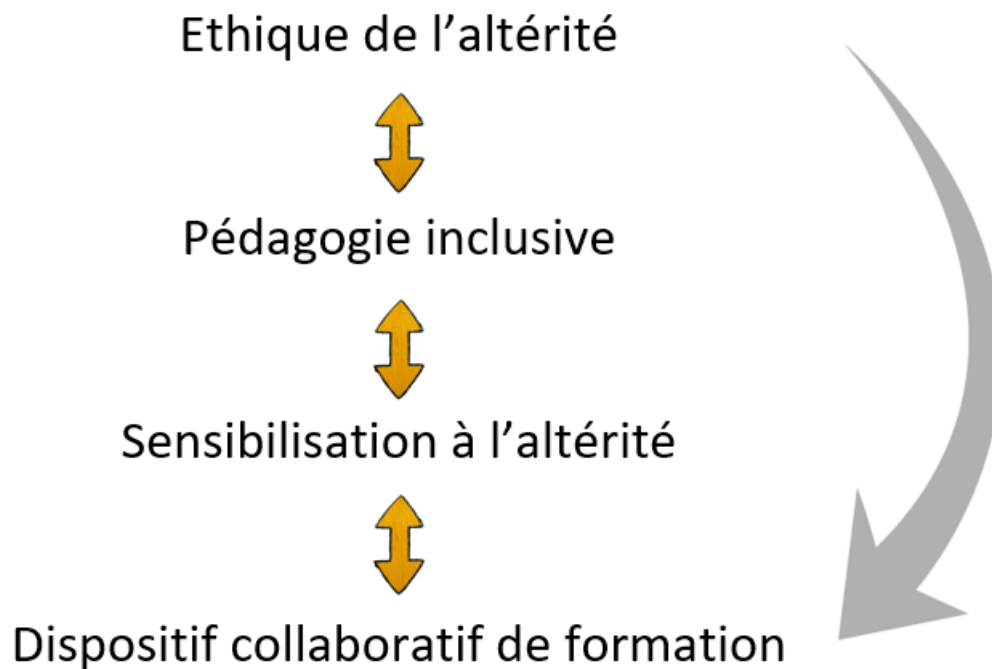 Ethique de l’altérité
Pédagogie inclusive
Sensibilisation à l’altérité
Dispositif collaboratif de formation